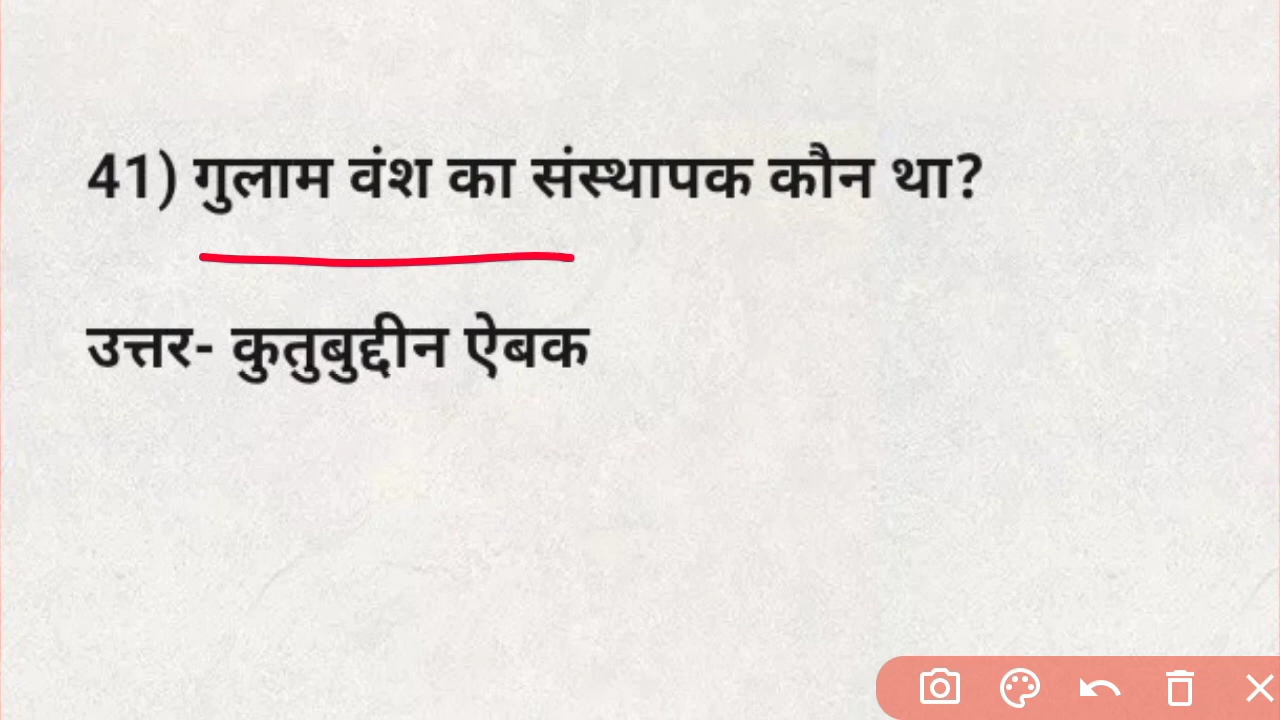 41) गुलाम वंश का संस्थापक कौन था?
उत्तर- कुतुबुद्दीन ऐबक